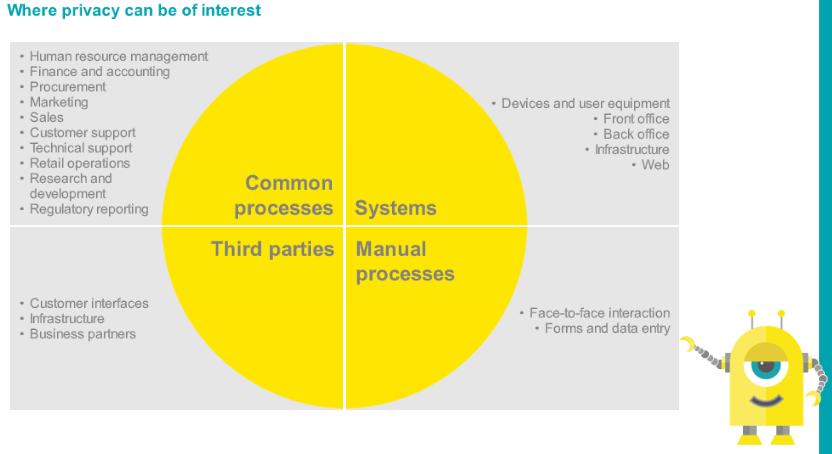 Where privacy can be of interest
• Human resource management
• Finance and accounting
• Procurement
• Marketing
• Sales
• Customer support
• Technical support
• Retail operations
• Research and
development
• Regulatory reporting
Common
processes
• Devices and user equipment
• Front office
• Back office
• Infrastructure
• Web
Systems
Third parties
• Customer interfaces
• Infrastructure
• Business partners
Manual
processes
• Face-to-face interaction
• Forms and data entry